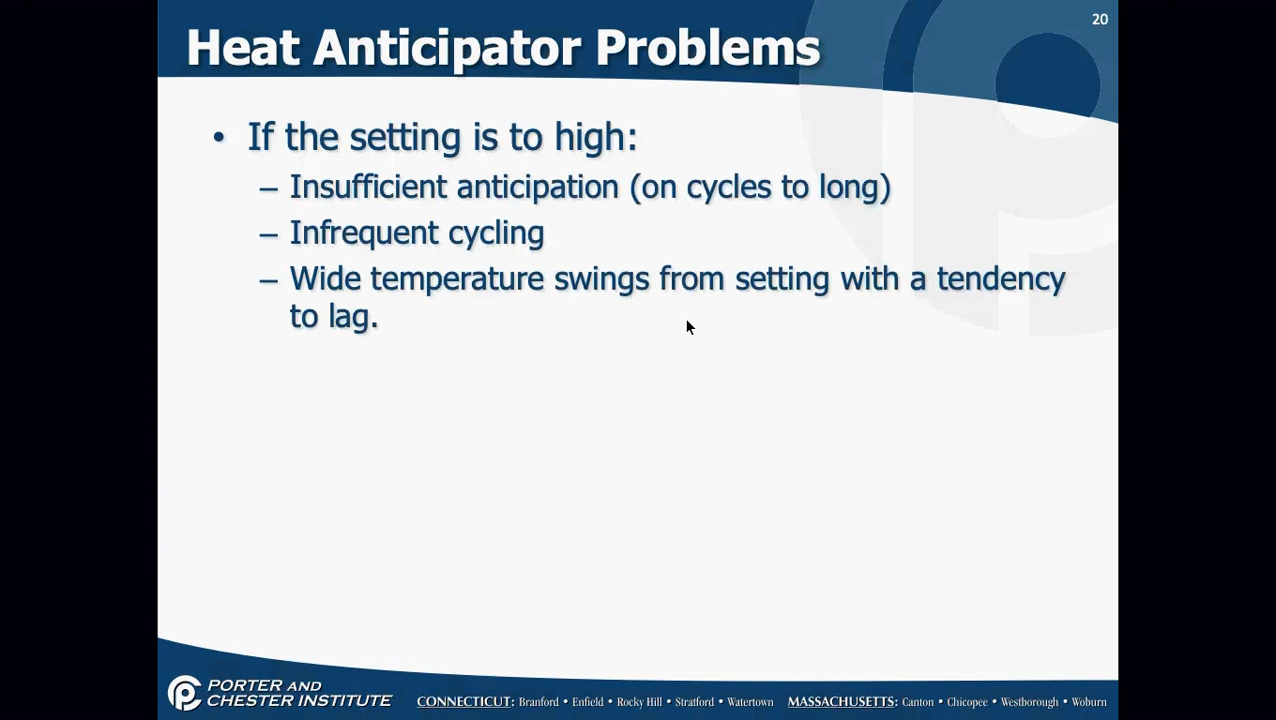 20
Heat Anticipator Problems
• If the setting is to high:
– Insufficient anticipation (on cycles to long)
– Infrequent cycling
– Wide temperature swings from setting with a tendency
to lag.
PORTER AND
CHESTER INSTITUTE
CONNECTICUT: Branford • Enfield • Rocky Hill • Stratford • Watertown MASSACHUSETTS: Canton • Chicopee • Westborough • Woburn